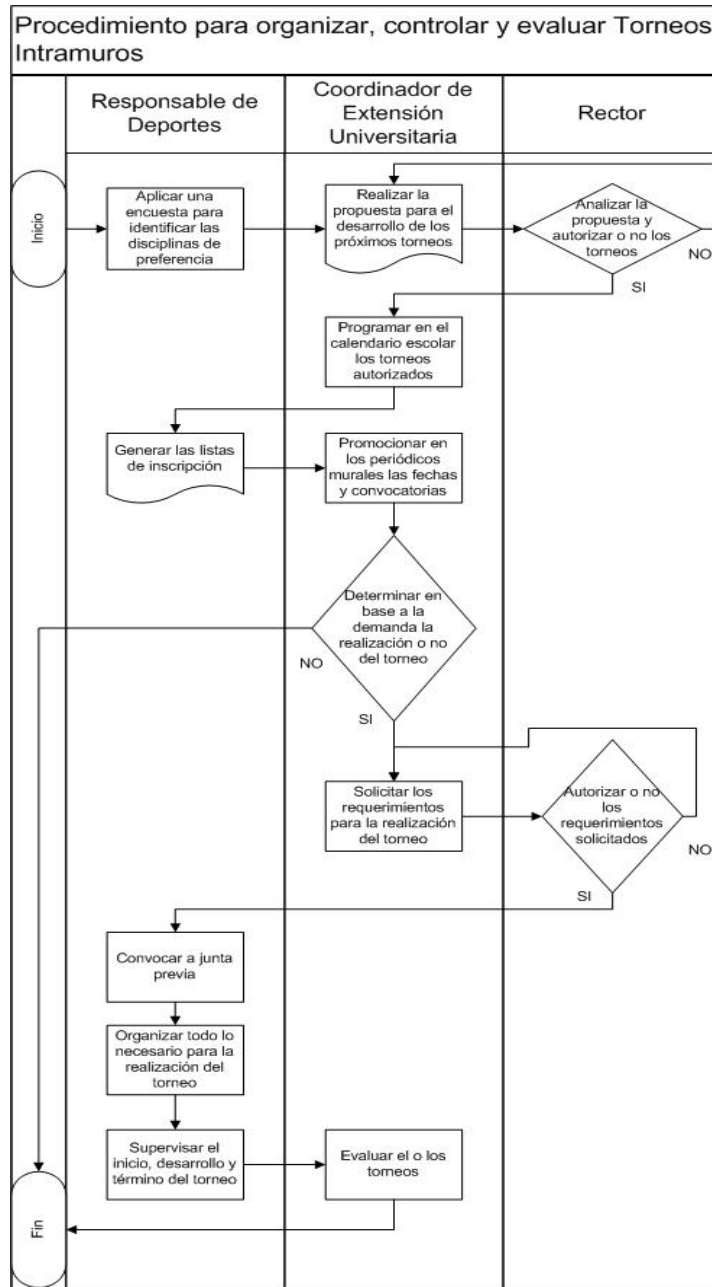 Procedimiento para organizar, controlar y evaluar Torneos
Intramuros
Responsable de
Deportes
Coordinador de
Extensión
Universitaria
Rector
Inicio
Aplicar una
encuesta para
identificar las
disciplinas de
preferencia
Realizar la
propuesta para el
desarrollo de los
próximos torneos
Analizar la
propuesta y
autorizar o no los
torneos
NO
SI
Programar en el
calendario escolar
los torneos
autorizados
Generar las listas
de inscripción
Promocionar en
los periódicos
murales las fechas
y convocatorias
Determinar en
base a la
demanda la
realización o no
del torneo
NO
SI
Solicitar los
requerimientos
para la realización
del torneo
Autorizar o no
los
requerimientos
solicitados
NO
SI
Convocar a junta
previa
Organizar todo lo
necesario para la
realización del
torneo
Supervisar el
inicio, desarrollo y
término del torneo
Evaluar el o los
torneos
Fin